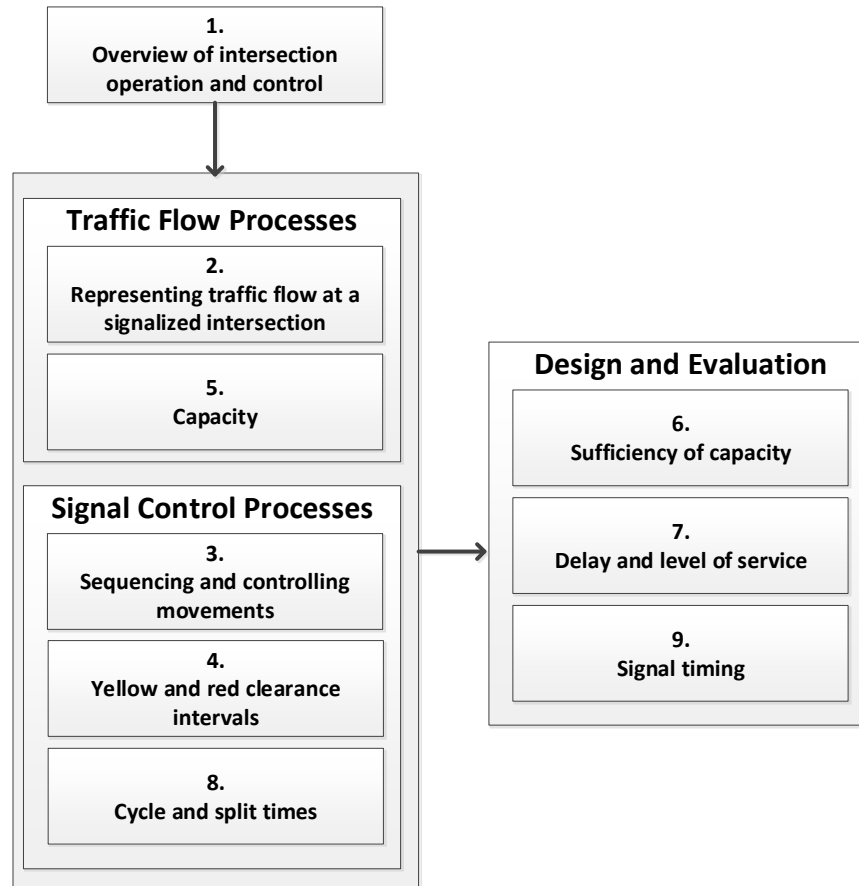 1.
Overview of intersection
operation and control
Traffic Flow Processes
2.
Representing traffic flow at a
signalized intersection
5.
Capacity
Signal Control Processes
3.
Sequencing and controlling
movements
4.
Yellow and red clearance
intervals
8.
Cycle and split times
Design and Evaluation
6.
Sufficiency of capacity
7.
Delay and level of service
9.
Signal timing